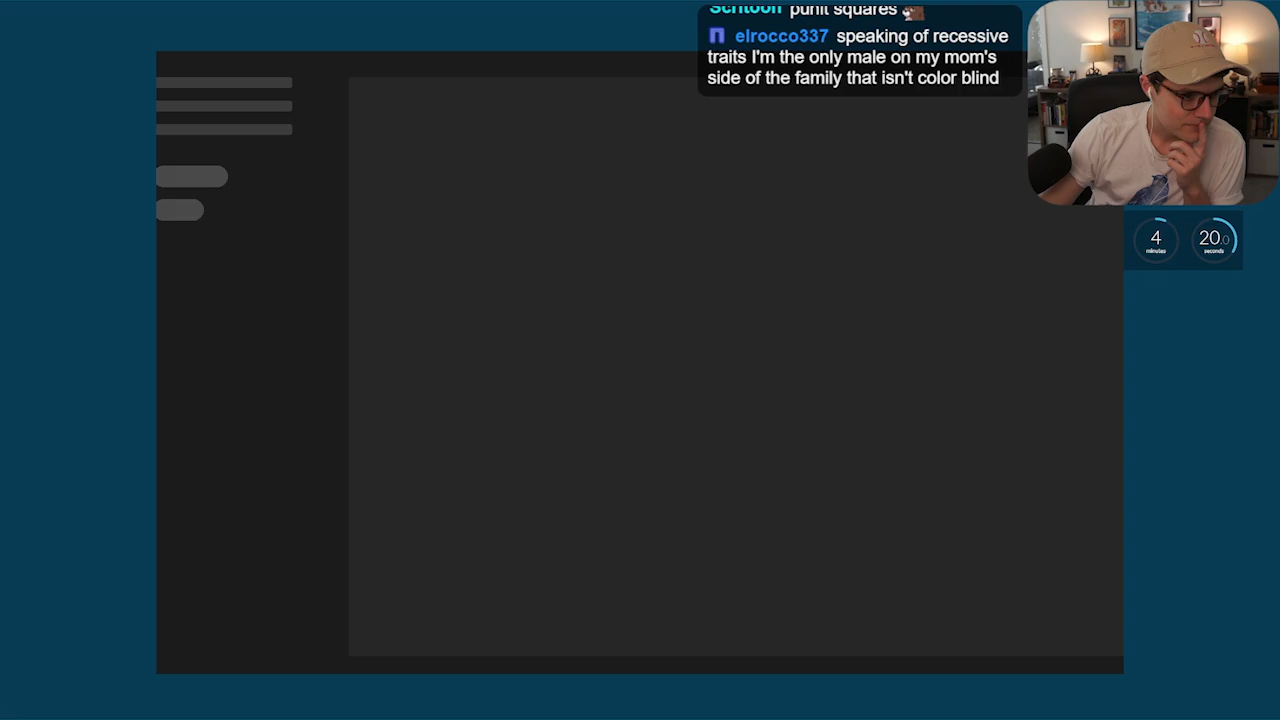 Scritoon punit squares
elrocco337 speaking of recessive
traits I'm the only male on my mom's
side of the family that isn't color blind
4
minutes
20.0
seconds